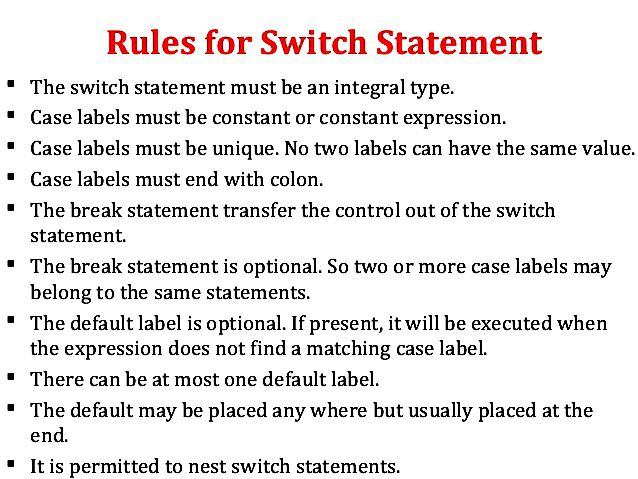 Rules for Switch Statement
▪ The switch statement must be an integral type.
▪ Case labels must be constant or constant expression.
▪ Case labels must be unique. No two labels can have the same value.
▪ Case labels must end with colon.
▪ The break statement transfer the control out of the switch
statement.
▪ The break statement is optional. So two or more case labels may
belong to the same statements.
▪ The default label is optional. If present, it will be executed when
the expression does not find a matching case label.
▪ There can be at most one default label.
▪ The default may be placed any where but usually placed at the
end.
▪ It is permitted to nest switch statements.